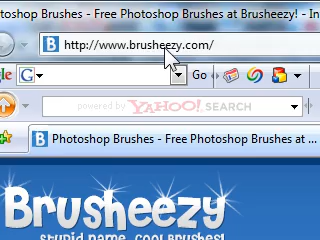 otoshop Brushes - Free Photoshop Brushes at Brusheezy! - In
B http://www.brusheezy.com/
le G Go
powered by YAHOO! SEARCH
B Photoshop Brushes - Free Photoshop Brushes at ...
Brusheezy
stupid name, cool brushes!